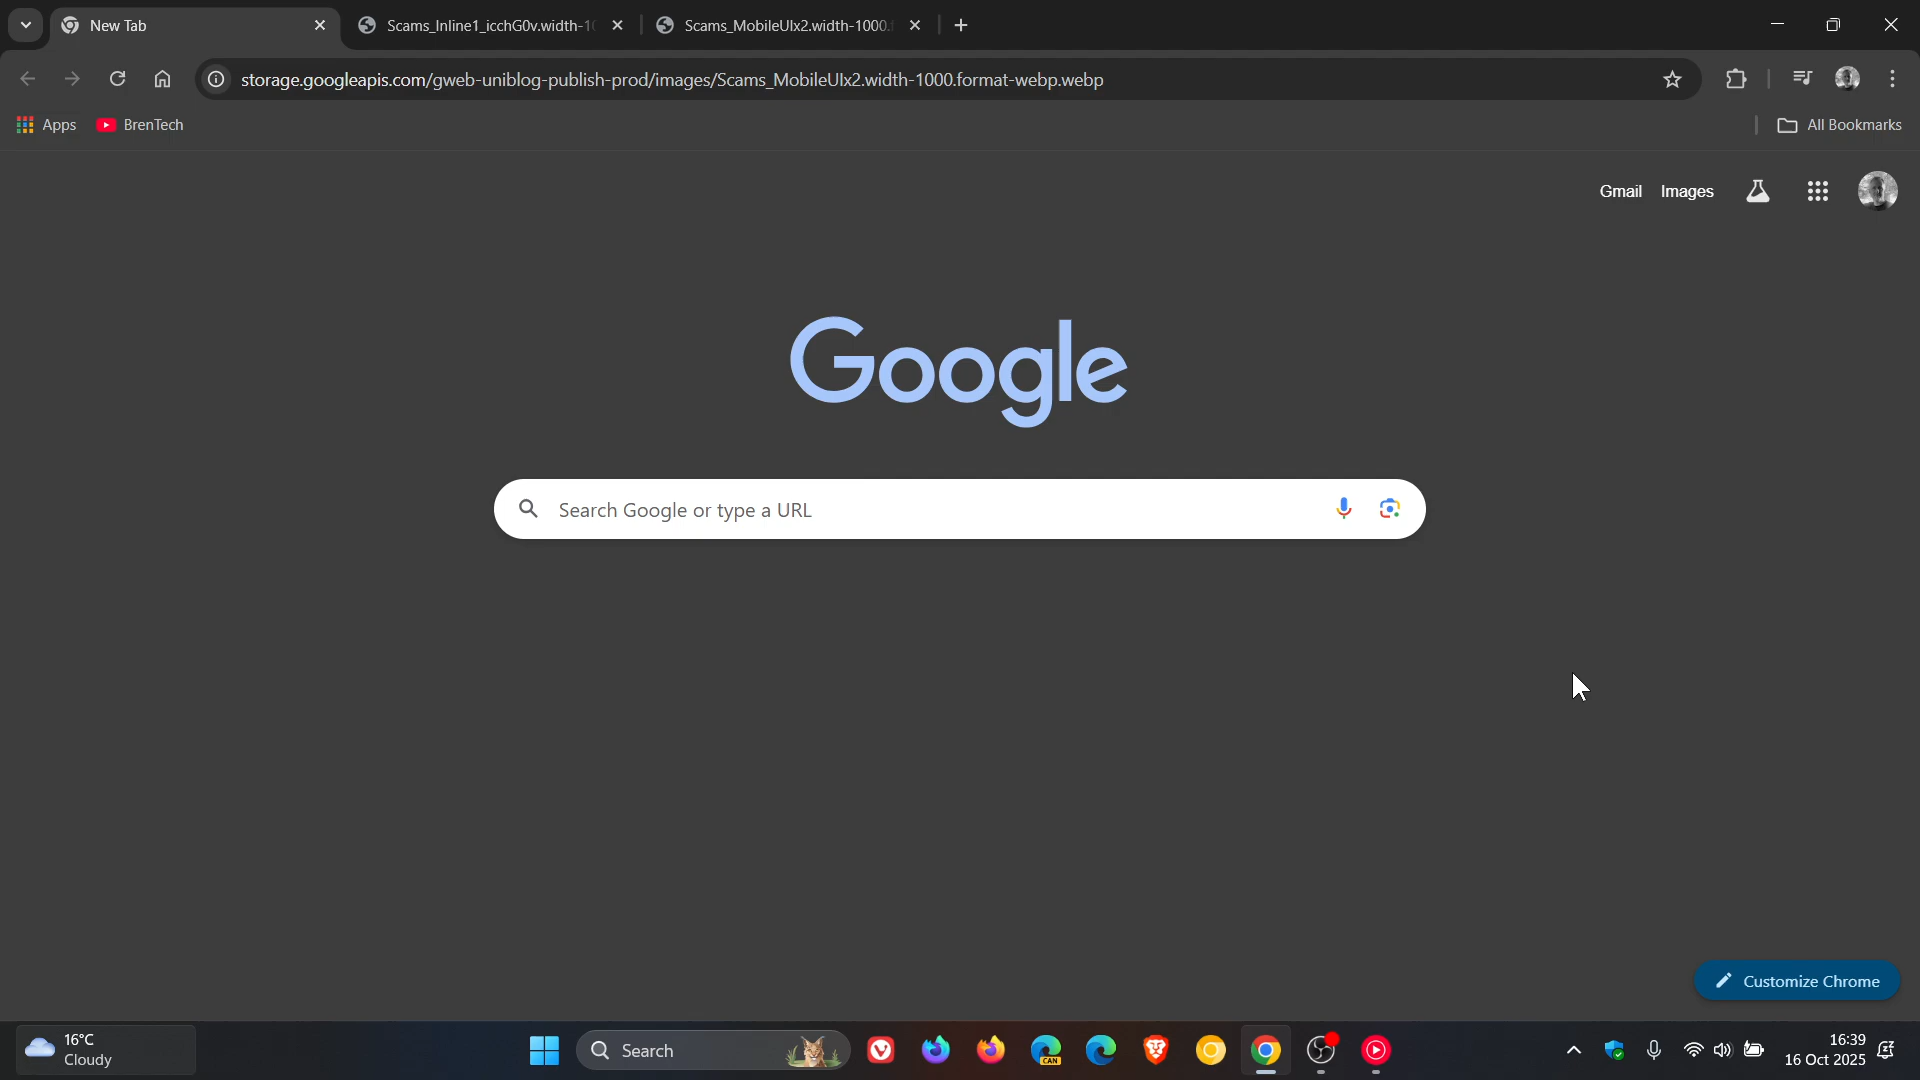 New Tab
Scams_Inline1_icchG0v.width-10
Scams_MobileUIx2.width-1000.f
storage.googleapis.com/gweb-uniblog-publish-prod/images/Scams_MobileUIx2.width-1000.format-webp.webp
Apps
BrenTech
All Bookmarks
Gmail
Images
Google
Search Google or type a URL
Customize Chrome
16°C
Cloudy
Search
CAN
16:39
16 Oct 2025